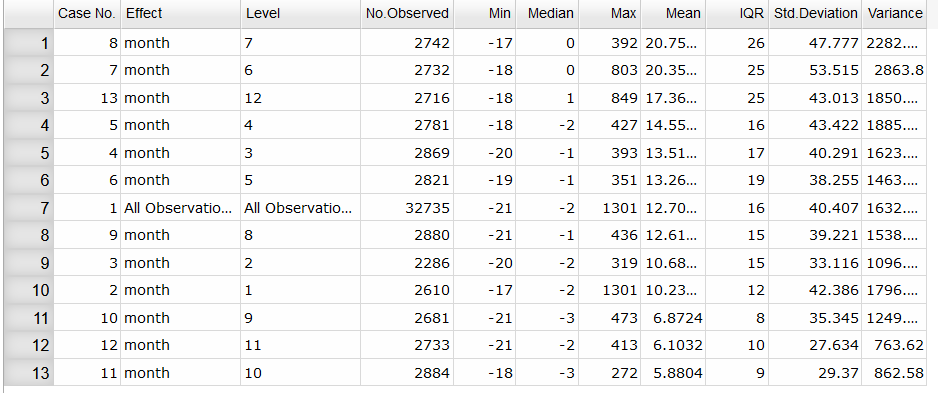 Case No. Effect Level No.Observed Min Median Max Mean IQR Std.Deviation Variance
1 8 month 7 2742 -17 0 392 20.75... 26 47.777 2282....
2 7 month 6 2732 -18 0 803 20.35... 25 53.515 2863.8
3 13 month 12 2716 -18 1 849 17.36... 25 43.013 1850....
4 5 month 4 2781 -18 -2 427 14.55... 16 43.422 1885....
5 4 month 3 2869 -20 -1 393 13.51... 17 40.291 1623....
6 6 month 5 2821 -19 -1 351 13.26... 19 38.255 1463....
7 1 All Observatio... All Observatio... 32735 -21 -2 1301 12.70... 16 40.407 1632....
8 9 month 8 2880 -21 -1 436 12.61... 15 39.221 1538....
9 3 month 2 2286 -20 -2 319 10.68... 15 33.116 1096....
10 2 month 1 2610 -17 -2 1301 10.23... 12 42.386 1796....
11 10 month 9 2681 -21 -3 473 6.8724 8 35.345 1249....
12 12 month 11 2733 -21 -2 413 6.1032 10 27.634 763.62
13 11 month 10 2884 -18 -3 272 5.8804 9 29.37 862.58